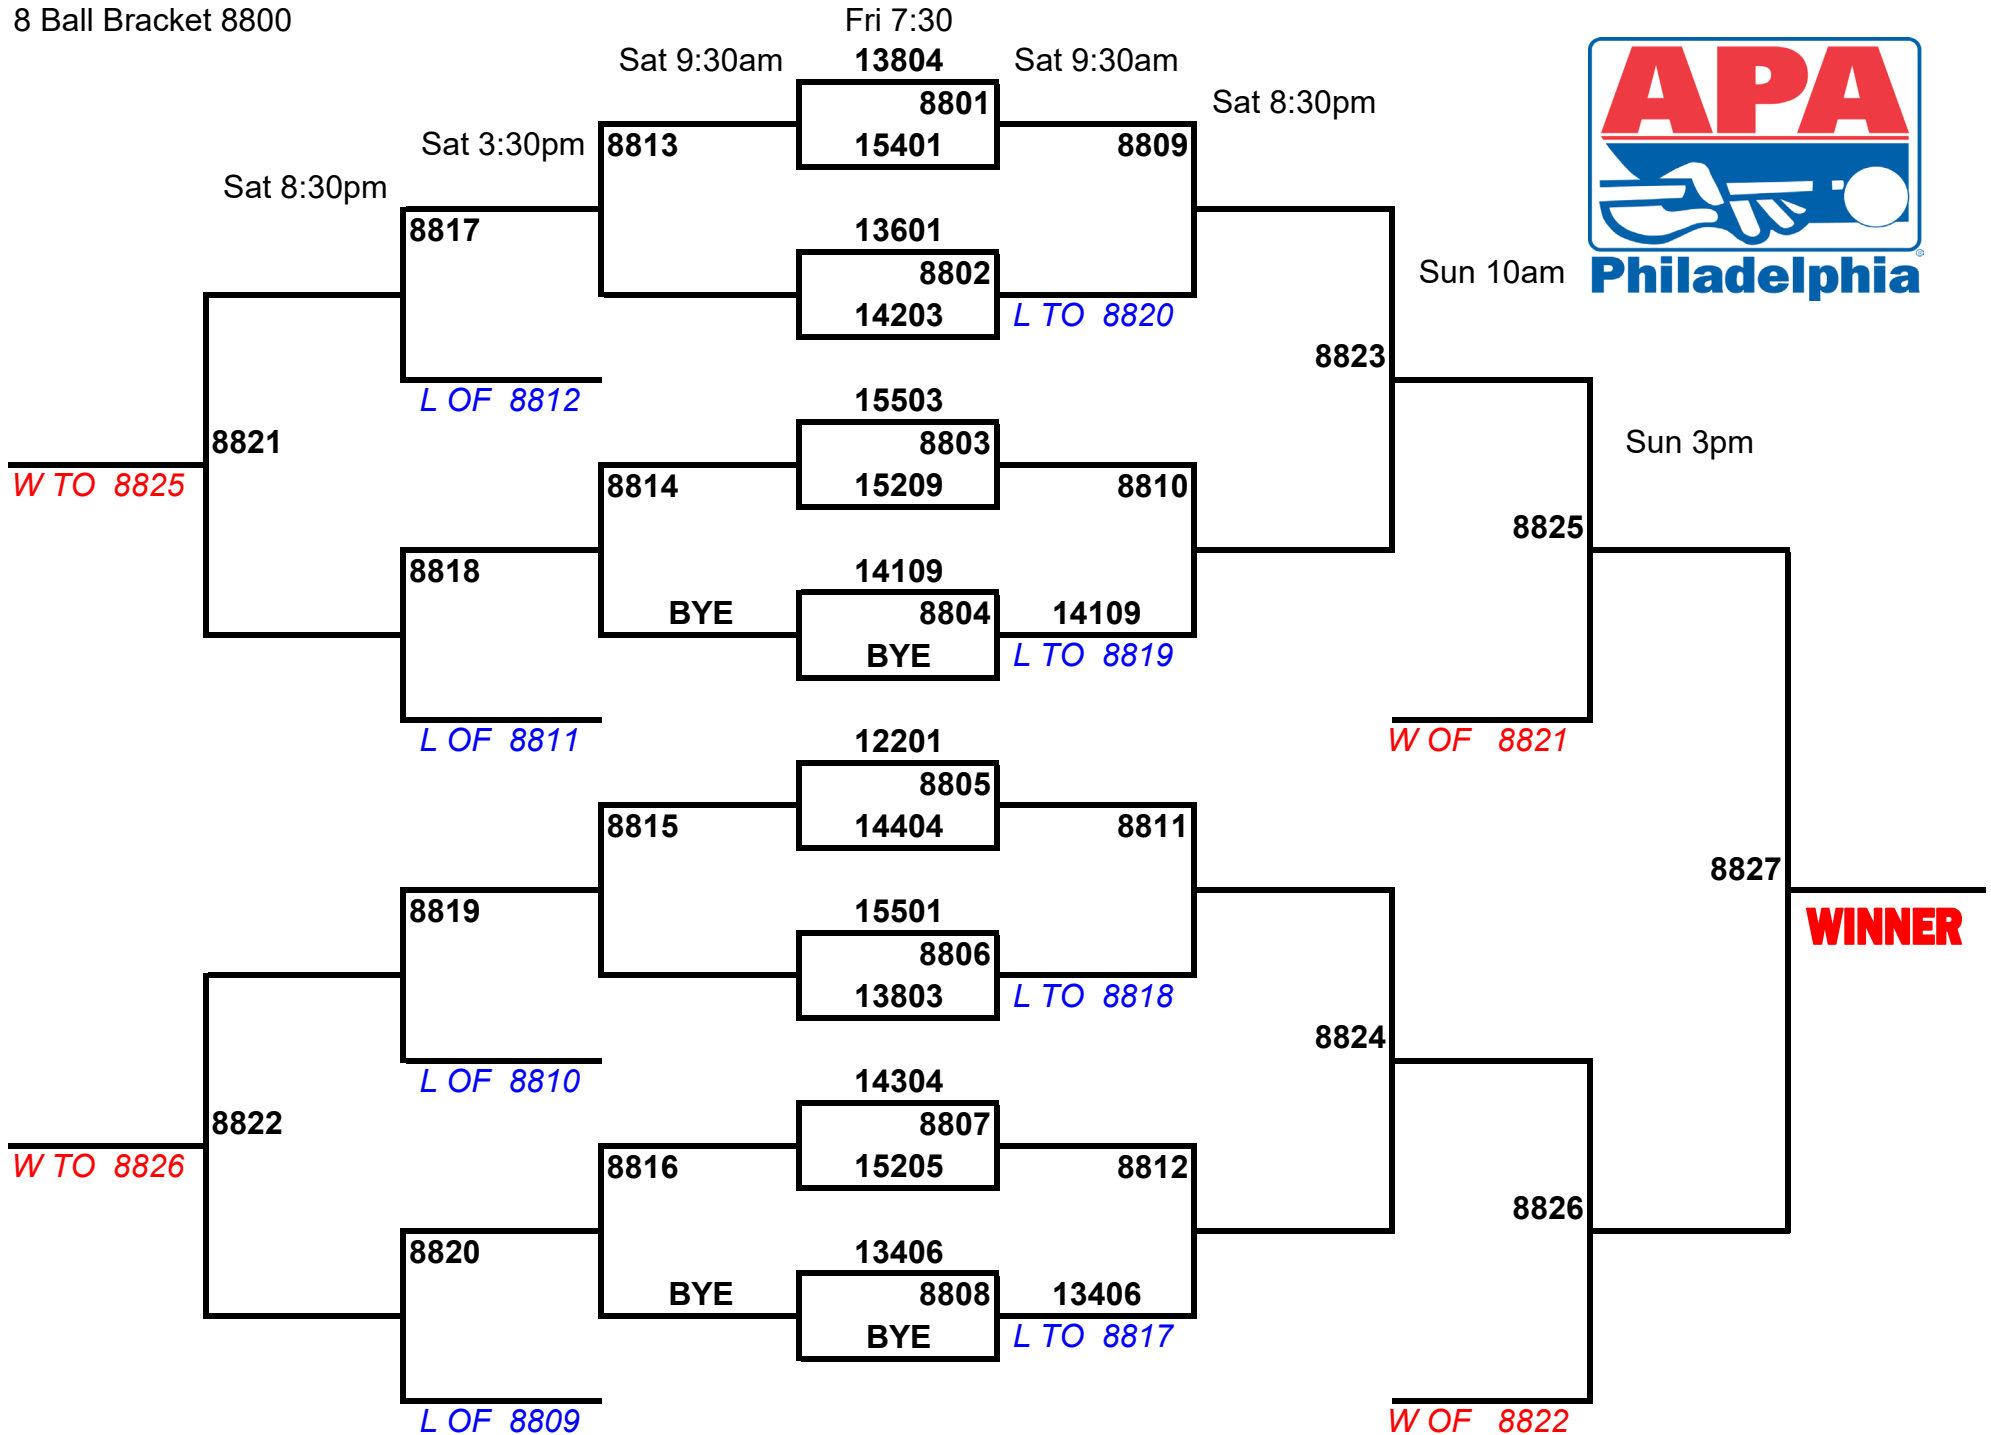 8 Ball Bracket 8800
Fri 7:30
Sat 9:30am
13804
Sat 9:30am
APA
8801
Sat 8:30pm
Sat 3:30pm
8813
15401
8809
Sat 8:30pm
8817
13601
8802
Sun 10am
Philadelphia
14203
L TO 8820
8823
L OF 8812
15503
8821
8803
Sun 3pm
W TO 8825
8814
15209
8810
8825
8818
14109
BYE
8804
14109
BYE
L TO 8819
L OF 8811
12201
W OF 8821
8805
8815
14404
8811
8827
8819
15501
WINNER
8806
13803
L TO 8818
8824
L OF 8810
14304
8822
8807
W TO 8826
8816
15205
8812
8826
8820
13406
BYE
8808
13406
BYE
L TO 8817
L OF 8809
W OF 8822